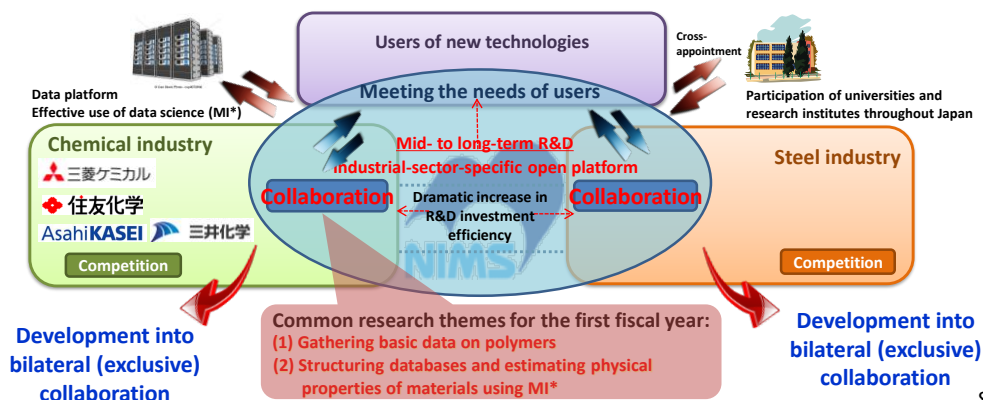 Users of new technologies
Cross-
appointment
Data platform
Effective use of data science (MI*)
Meeting the needs of users
Participation of universities and
research institutes throughout Japan
Chemical industry
Mid- to long-term R&D
Steel industry
industrial-sector-specific open platform
三菱ケミカル
Collaboration
Dramatic increase in
R&D investment
efficiency
Collaboration
住友化学
AsahiKASEI
三井化学
NIMS
Competition
Competition
Common research themes for the first fiscal year:
(1) Gathering basic data on polymers
(2) Structuring databases and estimating physical
properties of materials using MI*
Development into
bilateral (exclusive)
collaboration
Development into
bilateral (exclusive)
collaboration